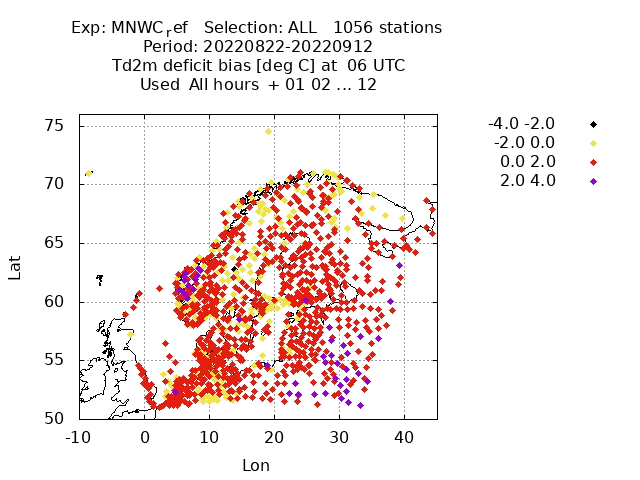 Exp: MNWC_ref   Selection: ALL   1056 stations
Period: 20220822-20220912
Td2m deficit bias [deg C] at  06 UTC
Used  All hours  + 01 02 ... 12
-4.0 -2.0
-2.0 0.0
0.0 2.0
2.0 4.0
75
70
65
60
55
50
Lat
-10 0 10 20 30 40
Lon